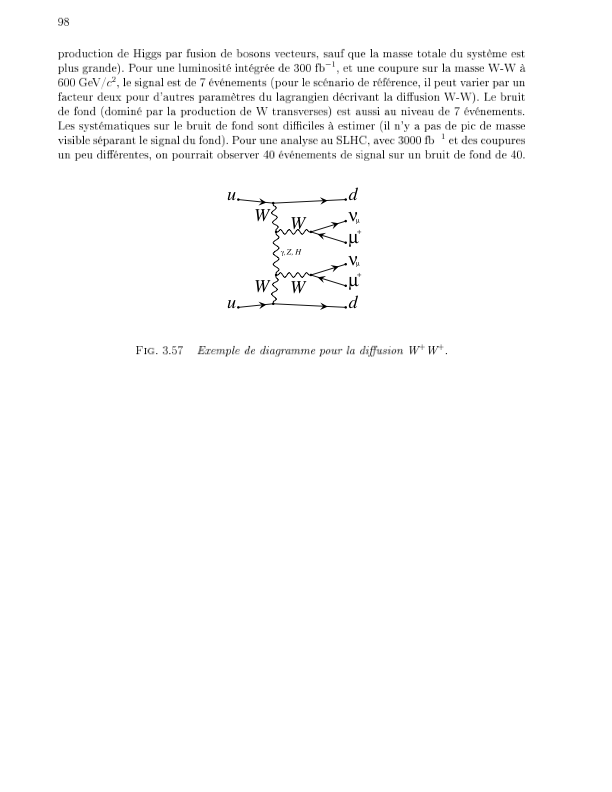 98
production de Higgs par fusion de bosons vecteurs, sauf que la masse totale du système est
plus grande). Pour une luminosité intégrée de 300 fb⁻¹, et une coupure sur la masse W-W à
600 GeV/c², le signal est de 7 événements (pour le scénario de référence, il peut varier par un
facteur deux pour d'autres paramètres du lagrangien décrivant la diffusion W-W). Le bruit
de fond (dominé par la production de W transverses) est aussi au niveau de 7 événements.
Les systématiques sur le bruit de fond sont difficiles à estimer (il n'y a pas de pic de masse
visible séparant le signal du fond). Pour une analyse au SLHC, avec 3000 fb ¹ et des coupures
un peu différentes, on pourrait observer 40 événements de signal sur un bruit de fond de 40.
u d
W W νμ
μ⁺
γ, Z, H
νμ
W W μ⁺
u d
FIG. 3.57 Exemple de diagramme pour la diffusion W⁺W⁺.